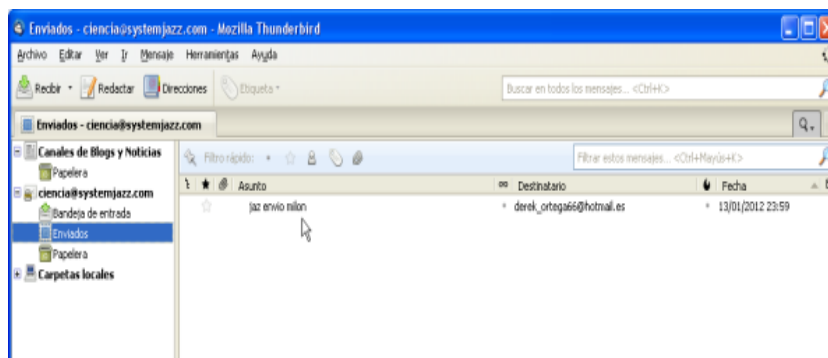 Enviados - ciencia@systemjazz.com - Mozilla Thunderbird
Archivo Editar Ver Ir Mensaje Herramientas Ayuda
Recibir Redactar Direcciones Etiqueta Buscar en todos los mensajes... <Ctrl+K>
Enviados - ciencia@systemjazz.com
Canales de Blogs y Noticias
Papelera
ciencia@systemjazz.com
Bandeja de entrada
Enviados
Papelera
Carpetas locales
Filtro rápido: Filtrar estos mensajes... <Ctrl+Mayús+K>
Asunto Destinatario Fecha
jaz envio milon derek_ortega66@hotmail.es 13/01/2012 23:59